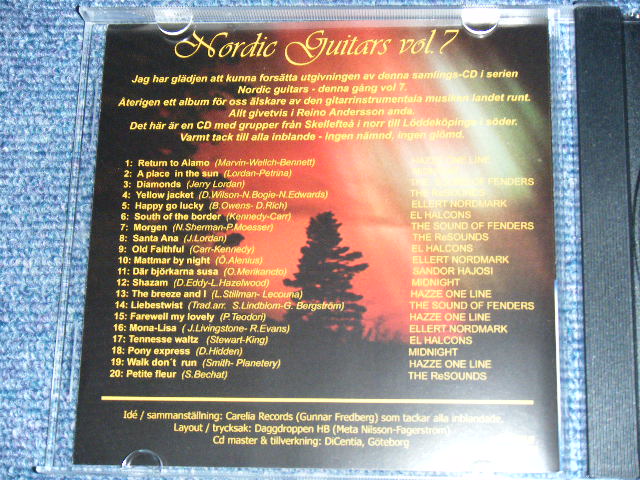 Nordic Guitars vol.7
Jag har glädjen att kunna forsätta utgivningen av denna samlings-CD i serien
Nordic guitars - denna gång vol 7.
Återigen ett album för oss älskare av den gitarrinstrumentala musiken landet runt.
Allt givetvis i Reino Andersson anda.
Det här är en CD med grupper från Skellefteå i norr till Löddeköpinge i söder.
Varmt tack till alla inblande - ingen nämnd, ingen glömd.
1: Return to Alamo (Marvin-Wellch-Bennett) HAZZE ONE LINE
2: A place in the sun (Lordan-Petrina)
3: Diamonds (Jerry Lordan) THE SOUND OF FENDERS
4: Yellow jacket (D.Wilson-N.Bogie-N.Edwards) THE ReSOUNDS
5: Happy go lucky (B.Owens- D.Rich) ELLERT NORDMARK
6: South of the border (Kennedy-Carr) EL HALCONS
7: Morgen (N.Sherman-P.Moesser) THE SOUND OF FENDERS
8: Santa Ana (J.Lordan) THE ReSOUNDS
9: Old Faithful (Carr-Kennedy) EL HALCONS
10: Mattmar by night (Ö.Alenius) ELLERT NORDMARK
11: Där björkarna susa (O.Merikando) SANDOR HAJOSI
12: Shazam (D.Eddy-L.Hazelwood) MIDNIGHT
13: The breeze and I (L.Stillman- Lecouna) HAZZE ONE LINE
14: Liebestwist (Trad.arr. S.Lindblom-G. Bergström) THE SOUND OF FENDERS
15: Farewell my lovely (P.Teodori) HAZZE ONE LINE
16: Mona-Lisa ( J.Livingstone- R.Evans) ELLERT NORDMARK
17: Tennesse waltz (Stewart-King) EL HALCONS
18: Pony express (D.Hidden) MIDNIGHT
19: Walk don´t run (Smith- Planetery) HAZZE ONE LINE
20: Petite fleur (S.Bechat) THE ReSOUNDS
Idé / sammanställning: Carelia Records (Gunnar Fredberg) som tackar alla inblandade.
Layout / trycksak: Daggdroppen HB (Meta Nilsson-Fagerström)
Cd master & tillverkning: DiCentia, Göteborg